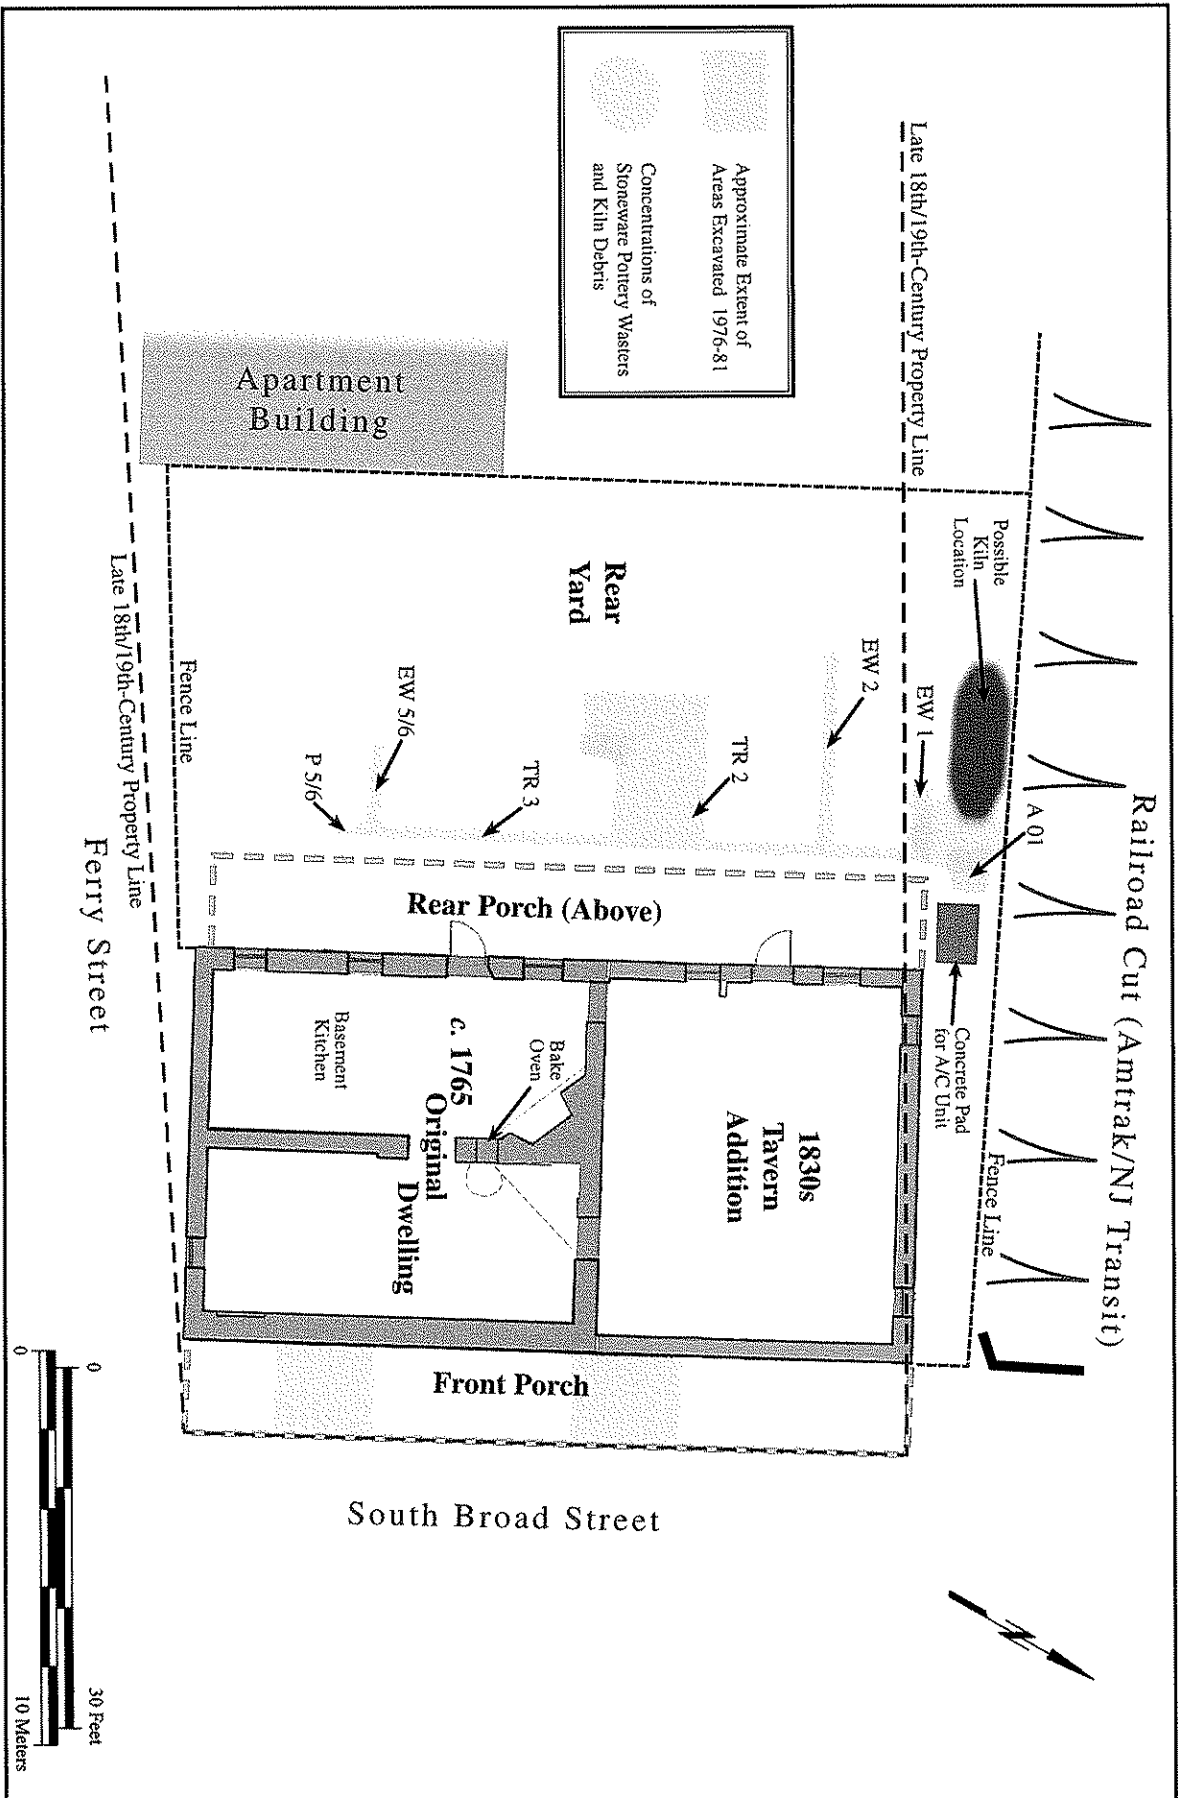 Railroad Cut (Amtrak/NJ Transit)
Late 18th/19th-Century Property Line
Fence Line
Possible
Kiln
Location
EW 1
A 01
Concrete Pad
for A/C Unit
EW 2
TR 2
TR 3
EW 5/6
P 5/6
Rear
Yard
Apartment
Building
Approximate Extent of
Areas Excavated 1976-81
Concentrations of
Stoneware Pottery Wasters
and Kiln Debris
Rear Porch (Above)
1830s
Tavern
Addition
Bake
Oven
c. 1765
Original
Dwelling
Basement
Kitchen
Front Porch
South Broad Street
Fence Line
Late 18th/19th-Century Property Line
Ferry Street
N
0
30 Feet
0
10 Meters